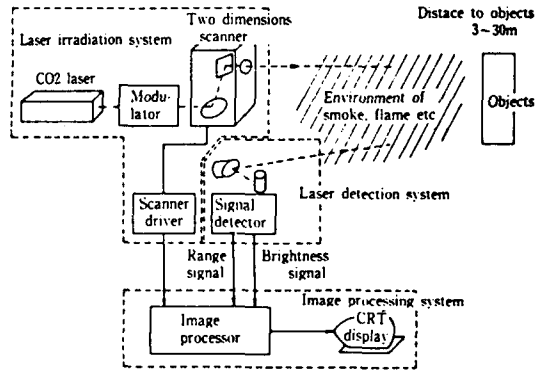 Two dimensions
scanner
Distace to objects
3~30m
Laser irradiation system
CO2 laser
Modu-
lator
Environment of
smoke, flame etc
Objects
Laser detection system
Scanner
driver
Signal
detector
Range
signal
Brightness
signal
Image processing system
Image
processor
CRT
display